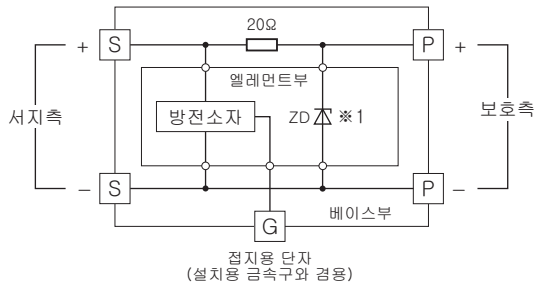 20Ω
+ S P +
엘레먼트부
서지측
방전소자
ZD ※1
보호측
− S P −
베이스부
G
접지용 단자
(설치용 금속구와 겸용)